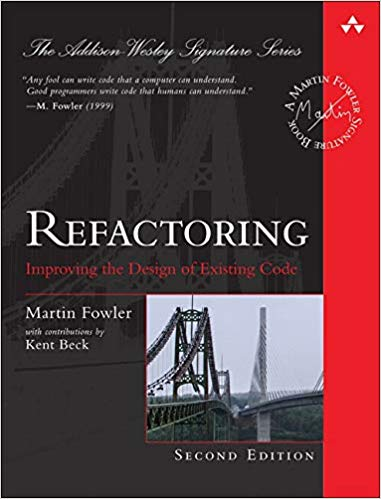 The Addison-Wesley Signature Series
"Any fool can write code that a computer can understand.
Good programmers write code that humans can understand."
—M. Fowler (1999)
A MARTIN FOWLER SIGNATURE BOOK
Martin
REFACTORING
Improving the Design of Existing Code
Martin Fowler
with contributions by
Kent Beck
SECOND EDITION